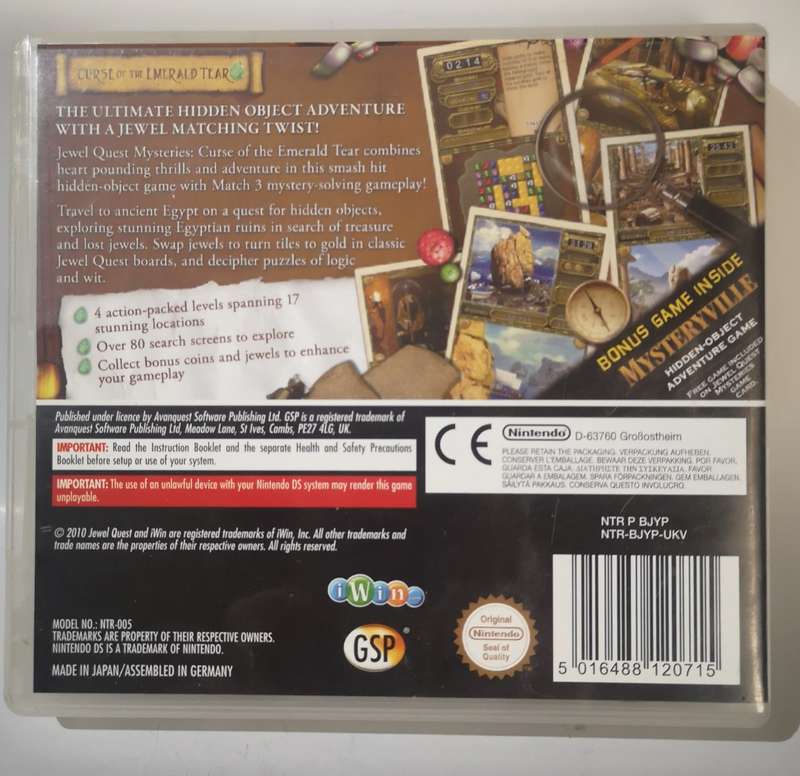 CURSE OF THE EMERALD TEAR
THE ULTIMATE HIDDEN OBJECT ADVENTURE
WITH A JEWEL MATCHING TWIST!
Jewel Quest Mysteries: Curse of the Emerald Tear combines
heart pounding thrills and adventure in this smash hit
hidden-object game with Match 3 mystery-solving gameplay!
Travel to ancient Egypt on a quest for hidden objects,
exploring stunning Egyptian ruins in search of treasure
and lost jewels. Swap jewels to turn tiles to gold in classic
Jewel Quest boards, and decipher puzzles of logic
and wit.
4 action-packed levels spanning 17
stunning locations
Over 80 search screens to explore
Collect bonus coins and jewels to enhance
your gameplay
02:14
25:42
BONUS GAME INSIDE
MYSTERYVILLE
HIDDEN-OBJECT
ADVENTURE GAME
FREE GAME INCLUDED
ON JEWEL QUEST
MYSTERIES
GAME
CARD.
Published under licence by Avanquest Software Publishing Ltd. GSP is a registered trademark of
Avanquest Software Publishing Ltd, Meadow Lane, St Ives, Cambs, PE27 4LG, UK.
IMPORTANT: Read the Instruction Booklet and the separate Health and Safety Precautions
Booklet before setup or use of your system.
IMPORTANT: The use of an unlawful device with your Nintendo DS system may render this game
unplayable.
© 2010 Jewel Quest and iWin are registered trademarks of iWin, Inc. All other trademarks and
trade names are the properties of their respective owners. All rights reserved.
CE
Nintendo D-63760 Großostheim
PLEASE RETAIN THE PACKAGING. VERPACKUNG AUFHEBEN.
CONSERVER L'EMBALLAGE. BEWAAR DEZE VERPAKKING. POR FAVOR,
GUARDA ESTA CAJA. ΔΙΑΤΗΡΗΣΤΕ ΤΗΝ ΣΥΣΚΕΥΑΣΙΑ. FAVOR
GUARDAR A EMBALAGEM. SPARA FÖRPACKNINGEN. GEM EMBALLAGEN.
SÄILYTÄ PAKKAUS. CONSERVA QUESTO INVOLUCRO.
NTR P BJYP
NTR-BJYP-UKV
iWin.com
GSP
Original
Nintendo
Seal of
Quality
5 016488 120715
MODEL NO.: NTR-005
TRADEMARKS ARE PROPERTY OF THEIR RESPECTIVE OWNERS.
NINTENDO DS IS A TRADEMARK OF NINTENDO.
MADE IN JAPAN/ASSEMBLED IN GERMANY